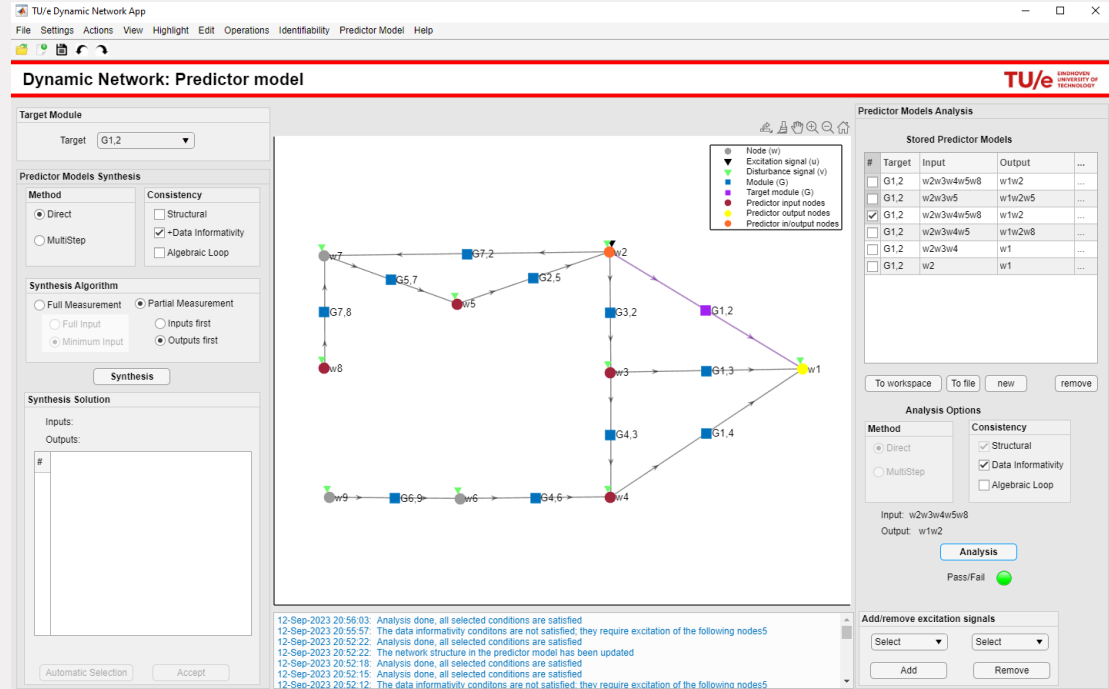 TU/e Dynamic Network App
File Settings Actions View Highlight Edit Operations Identifiability Predictor Model Help
Dynamic Network: Predictor model
TU/e EINDHOVEN
UNIVERSITY OF
TECHNOLOGY
Target Module
Target G1,2
Predictor Models Synthesis
Method
Direct
MultiStep
Consistency
Structural
+Data Informativity
Algebraic Loop
Synthesis Algorithm
Full Measurement Partial Measurement
Full Input Inputs first
Minimum Input Outputs first
Synthesis
Synthesis Solution
Inputs:
Outputs:
#
Automatic Selection Accept
Node (w)
Excitation signal (u)
Disturbance signal (v)
Module (G)
Target module (G)
Predictor input nodes
Predictor output nodes
Predictor in/output nodes
w7 G7,2 w2
G5,7 G2,5
w5
G7,8 G3,2 G1,2
w8 w3 G1,3 w1
G4,3 G1,4
w9 G6,9 w6 G4,6 w4
12-Sep-2023 20:56:03: Analysis done, all selected conditions are satisfied
12-Sep-2023 20:55:57: The data informativity conditons are not satisfied; they require excitation of the following nodes5
12-Sep-2023 20:52:22: Analysis done, all selected conditions are satisfied
12-Sep-2023 20:52:22: The network structure in the predictor model has been updated
12-Sep-2023 20:52:18: Analysis done, all selected conditions are satisfied
12-Sep-2023 20:52:15: Analysis done, all selected conditions are satisfied
12-Sep-2023 20:52:12: The data informativity conditons are not satisfied; they require excitation of the following nodes5
Predictor Models Analysis
Stored Predictor Models
# Target Input Output ...
G1,2 w2w3w4w5w8 w1w2 ...
G1,2 w2w3w5 w1w2w5 ...
G1,2 w2w3w4w5w8 w1w2 ...
G1,2 w2w3w4w5 w1w2w8 ...
G1,2 w2w3w4 w1 ...
G1,2 w2 w1 ...
To workspace To file new remove
Analysis Options
Method
Direct
MultiStep
Consistency
Structural
Data Informativity
Algebraic Loop
Input: w2w3w4w5w8
Output: w1w2
Analysis
Pass/Fail
Add/remove excitation signals
Select Select
Add Remove